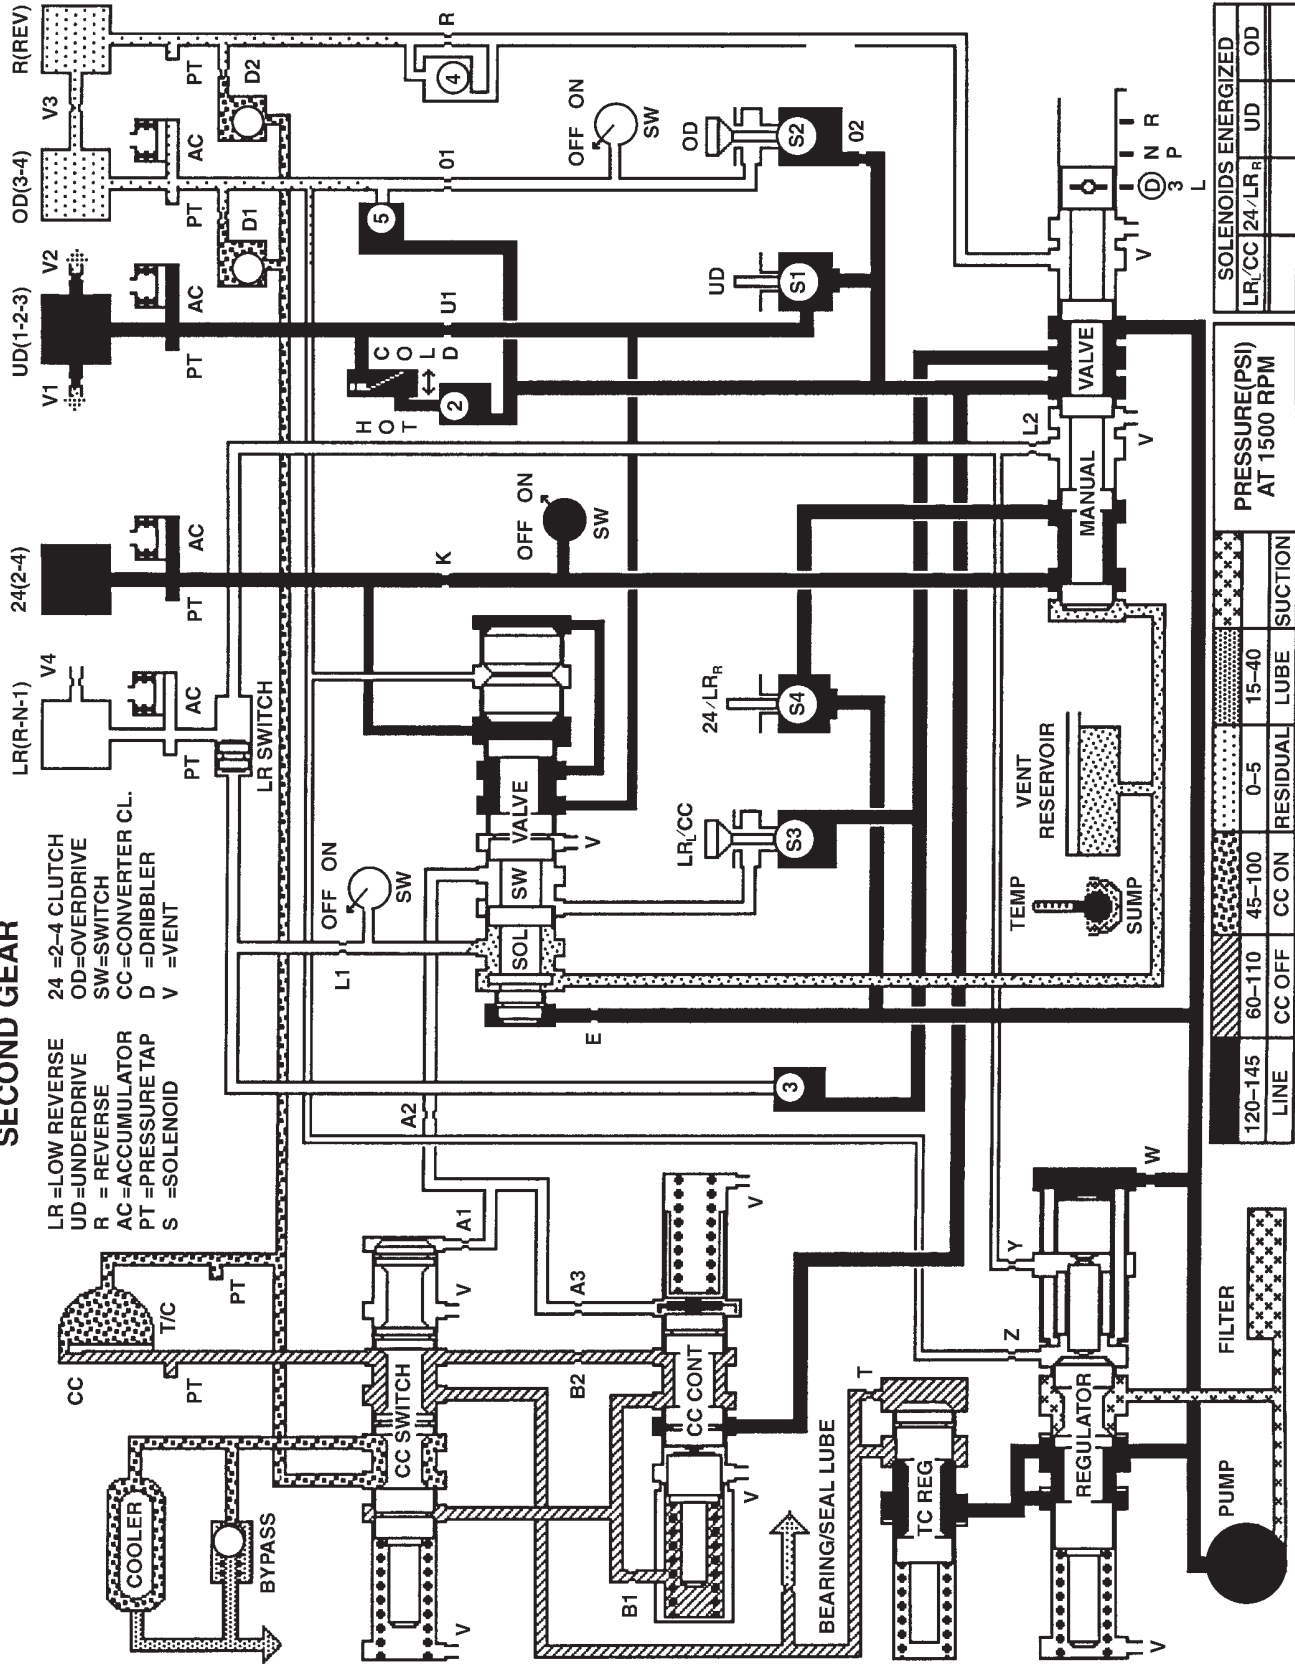 SECOND GEAR
LR =LOW REVERSE
UD=UNDERDRIVE
R = REVERSE
AC=ACCUMULATOR
PT =PRESSURE TAP
S =SOLENOID
24 =2-4 CLUTCH
OD=OVERDRIVE
SW=SWITCH
CC=CONVERTER CL.
D =DRIBBLER
V =VENT
LR(R-N-1)
24(2-4)
UD(1-2-3)
OD(3-4)
R(REV)
V4
V1
V2
V3
PT
AC
PT
AC
PT
AC
PT
AC
PT
D1
D2
LR SWITCH
COOLER
BYPASS
CC
PT
T/C
PT
CC SWITCH
V
V
A1
A2
A3
B2
B1
CC CONT
V
V
BEARING/SEAL LUBE
T
TC REG
REGULATOR
V
Z
Y
W
PUMP
FILTER
L1
OFF ON
SW
SOL
SW
VALVE
V
E
3
LRL/CC
S3
24/LRR
S4
OFF ON
SW
K
HOT
COLD
2
U1
5
01
4
R
UD
S1
OD
S2
02
OFF ON
SW
L2
TEMP
SUMP
VENT
RESERVOIR
MANUAL
VALVE
V
V
D N R
3 P
L
120–145
LINE
60–110
CC OFF
45–100
CC ON
0–5
RESIDUAL
15–40
LUBE
SUCTION
PRESSURE(PSI)
AT 1500 RPM
SOLENOIDS ENERGIZED
LRL/CC
24/LRR
UD
OD